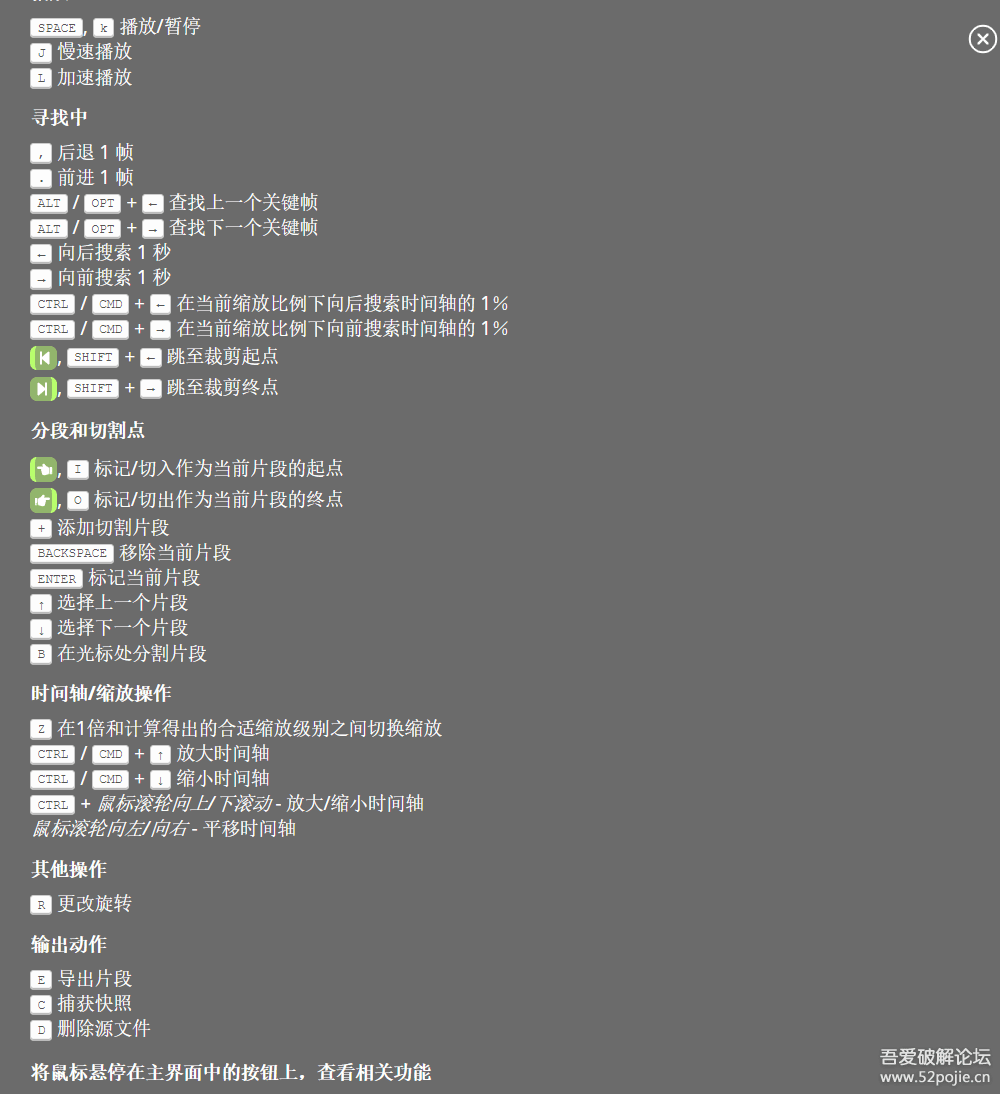 SPACE, k 播放/暂停
J 慢速播放
L 加速播放
寻找中
, 后退 1 帧
. 前进 1 帧
ALT / OPT + ← 查找上一个关键帧
ALT / OPT + → 查找下一个关键帧
← 向后搜索 1 秒
→ 向前搜索 1 秒
CTRL / CMD + ← 在当前缩放比例下向后搜索时间轴的 1%
CTRL / CMD + → 在当前缩放比例下向前搜索时间轴的 1%
, SHIFT + ← 跳至裁剪起点
, SHIFT + → 跳至裁剪终点
分段和切割点
, I 标记/切入作为当前片段的起点
, O 标记/切出作为当前片段的终点
+ 添加切割片段
BACKSPACE 移除当前片段
ENTER 标记当前片段
↑ 选择上一个片段
↓ 选择下一个片段
B 在光标处分割片段
时间轴/缩放操作
Z 在1倍和计算得出的合适缩放级别之间切换缩放
CTRL / CMD + ↑ 放大时间轴
CTRL / CMD + ↓ 缩小时间轴
CTRL + 鼠标滚轮向上/下滚动 - 放大/缩小时间轴
鼠标滚轮向左/向右 - 平移时间轴
其他操作
R 更改旋转
输出动作
E 导出片段
C 捕获快照
D 删除源文件
将鼠标悬停在主界面中的按钮上，查看相关功能
吾爱破解论坛
www.52pojie.cn